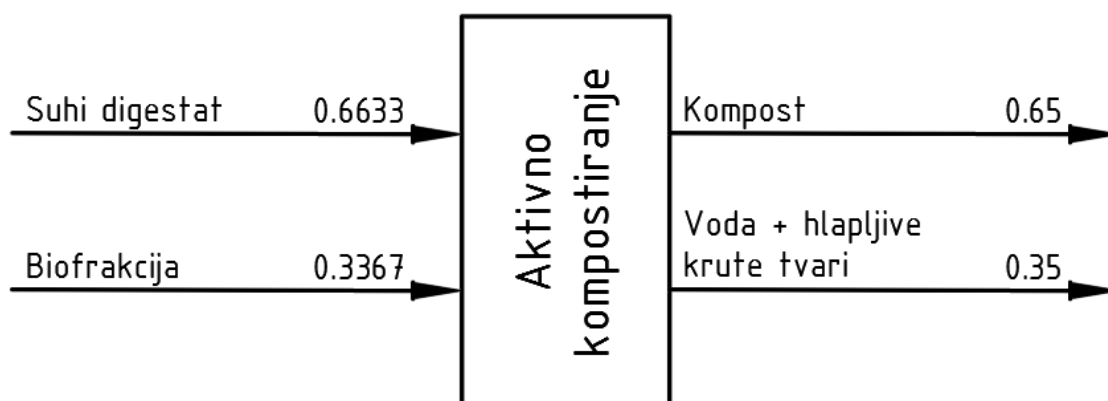 Suhi digestat 0.6633
Biofrakcija 0.3367
Aktivno
kompostiranje
Kompost 0.65
Voda + hlapljive
krute tvari 0.35